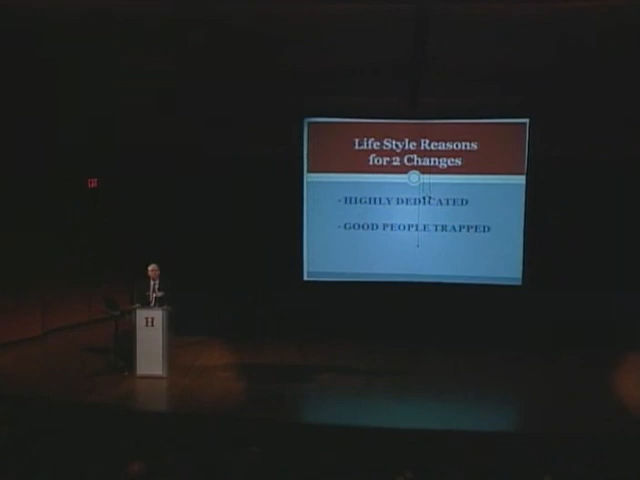 Life Style Reasons
for 2 Changes
- HIGHLY DEDICATED
- GOOD PEOPLE TRAPPED
H